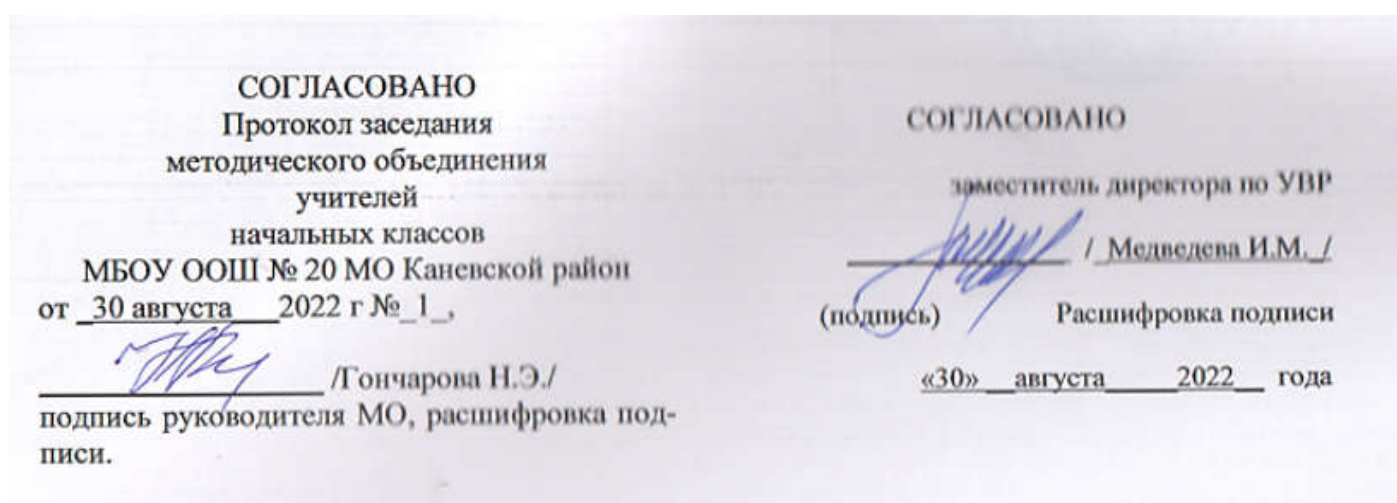 СОГЛАСОВАНО
Протокол заседания
методического объединения
учителей
начальных классов
МБОУ ООШ № 20 МО Каневской район
от _30 августа___2022 г №_1_,
/Гончарова Н.Э./
подпись руководителя МО, расшифровка под-
писи.
СОГЛАСОВАНО
заместитель директора по УВР
/_Медведева И.М._/
(подпись) Расшифровка подписи
«30»__августа_____2022__ года